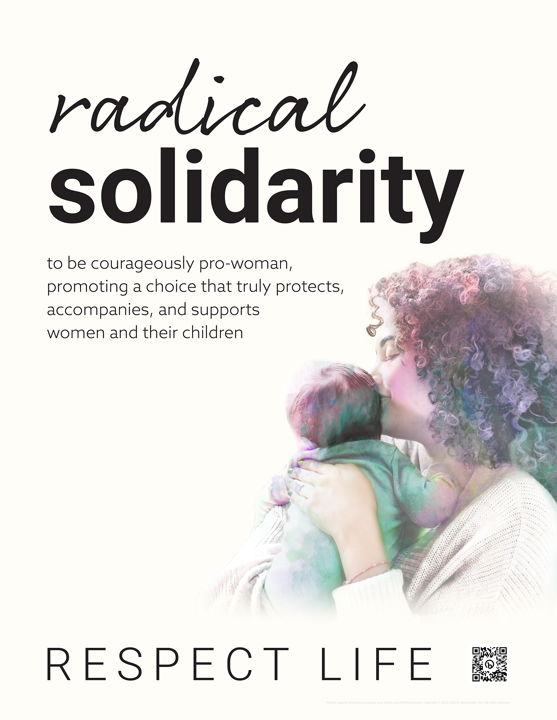 radical
solidarity
to be courageously pro-woman,
promoting a choice that truly protects,
accompanies, and supports
women and their children
RESPECT LIFE